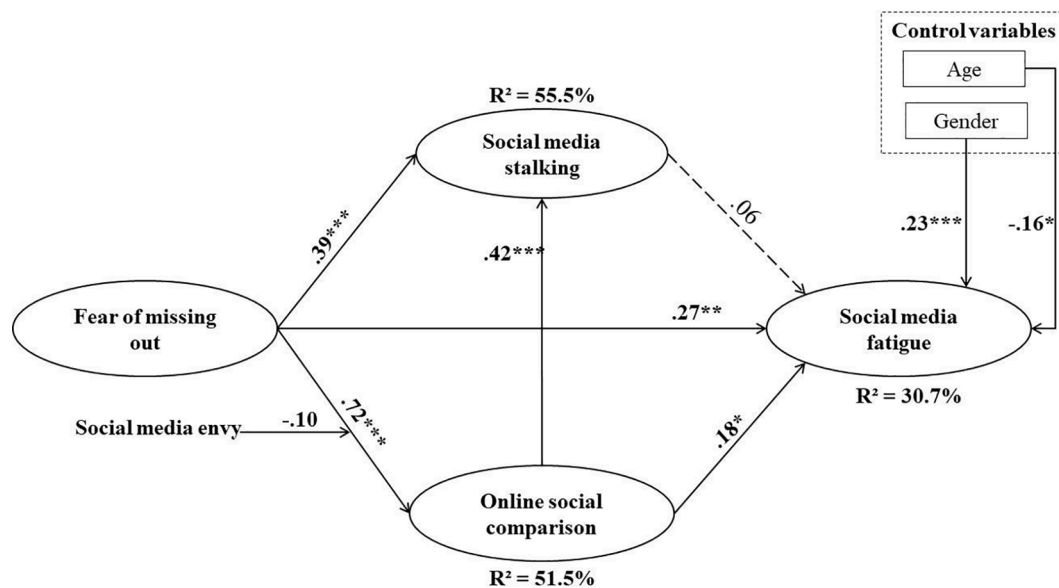 Control variables
Age
Gender
R² = 55.5%
Social media
stalking
.39***
.42***
.06
.23***
-.16*
Fear of missing
out
.27**
Social media
fatigue
R² = 30.7%
Social media envy
-.10
.72***
.18*
Online social
comparison
R² = 51.5%